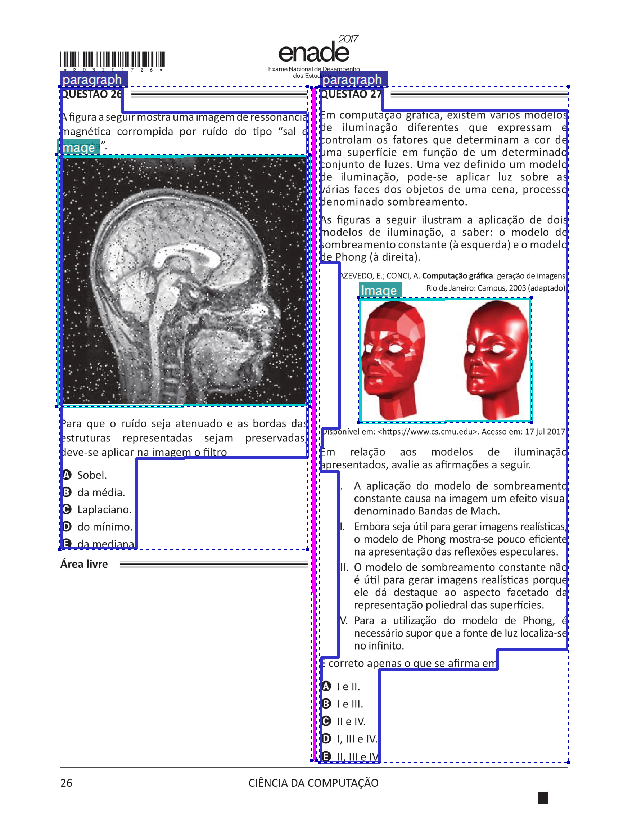 2017
enade
Exame Nacional de Desempenho
dos Estud
paragraph
paragraph
QUESTÃO 26
A figura a seguir mostra uma imagem de ressonância
magnética corrompida por ruído do tipo “sal e
mage ”.
Para que o ruído seja atenuado e as bordas das
estruturas representadas sejam preservadas,
deve-se aplicar na imagem o filtro
A Sobel.
B da média.
C Laplaciano.
D do mínimo.
E da mediana.
Área livre
QUESTÃO 27
Em computação gráfica, existem vários modelos
de iluminação diferentes que expressam e
controlam os fatores que determinam a cor de
uma superfície em função de um determinado
conjunto de luzes. Uma vez definido um modelo
de iluminação, pode-se aplicar luz sobre as
várias faces dos objetos de uma cena, processo
denominado sombreamento.
As figuras a seguir ilustram a aplicação de dois
modelos de iluminação, a saber: o modelo de
sombreamento constante (à esquerda) e o modelo
de Phong (à direita).
AZEVEDO, E.; CONCI, A. Computação gráfica geração de imagens.
Image
Rio de Janeiro: Campus, 2003 (adaptado).
Disponível em: <https://www.cs.cmu.edu>. Acesso em: 17 jul 2017.
Em relação aos modelos de iluminação
apresentados, avalie as afirmações a seguir.
I. A aplicação do modelo de sombreamento
constante causa na imagem um efeito visual
denominado Bandas de Mach.
II. Embora seja útil para gerar imagens realísticas,
o modelo de Phong mostra-se pouco eficiente
na apresentação das reflexões especulares.
III. O modelo de sombreamento constante não
é útil para gerar imagens realísticas porque
ele dá destaque ao aspecto facetado da
representação poliedral das superfícies.
IV. Para a utilização do modelo de Phong, é
necessário supor que a fonte de luz localiza-se
no infinito.
É correto apenas o que se afirma em
A I e II.
B I e III.
C II e IV.
D I, III e IV.
E II, III e IV.
26
CIÊNCIA DA COMPUTAÇÃO